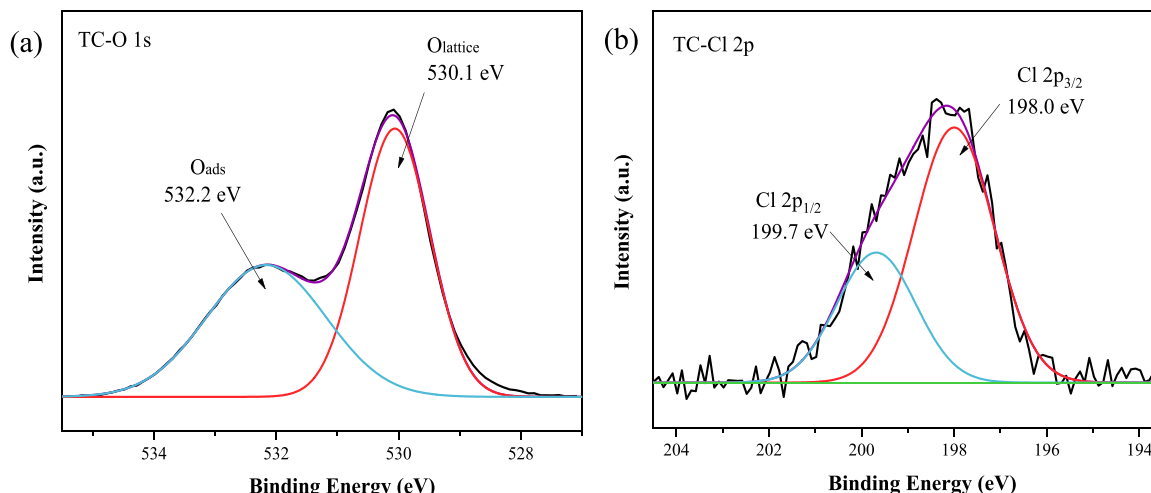 (a)
TC-O 1s
Olattice
530.1 eV
Oads
532.2 eV
Intensity (a.u.)
534
532
530
528
Binding Energy (eV)
(b)
TC-Cl 2p
Cl 2p3/2
198.0 eV
Cl 2p1/2
199.7 eV
Intensity (a.u.)
204
202
200
198
196
194
Binding Energy (eV)